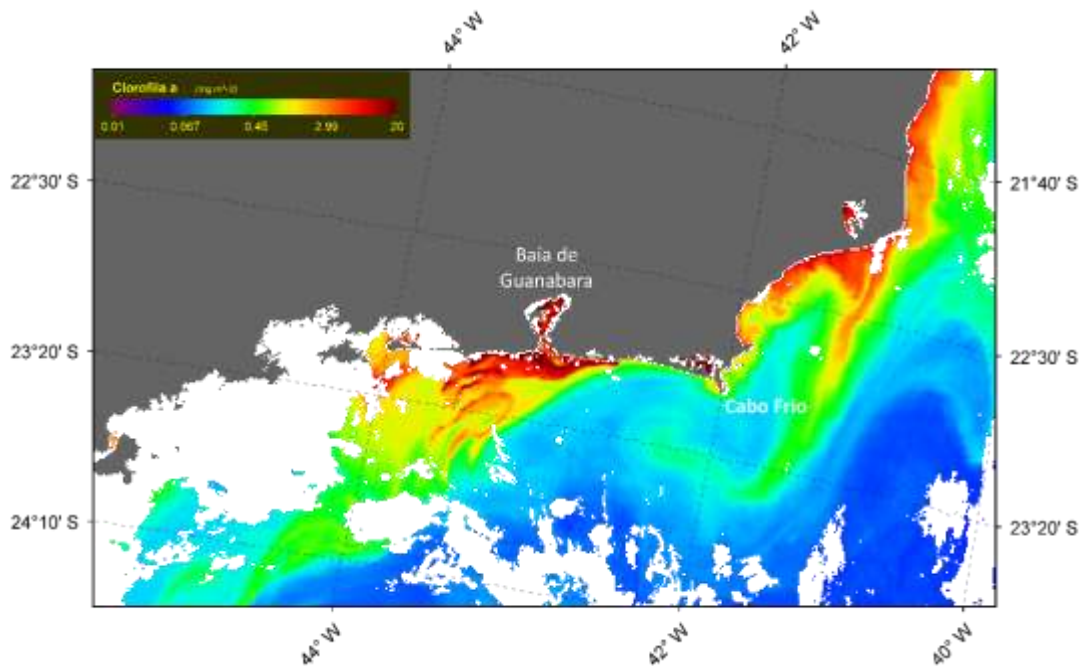 44° W
42° W
Clorofila a
0.01
0.067
0.45
2.99
20
22°30' S
21°40' S
Baía de
Guanabara
23°20' S
22°30' S
Cabo Frio
24°10' S
23°20' S
44° W
42° W
40° W